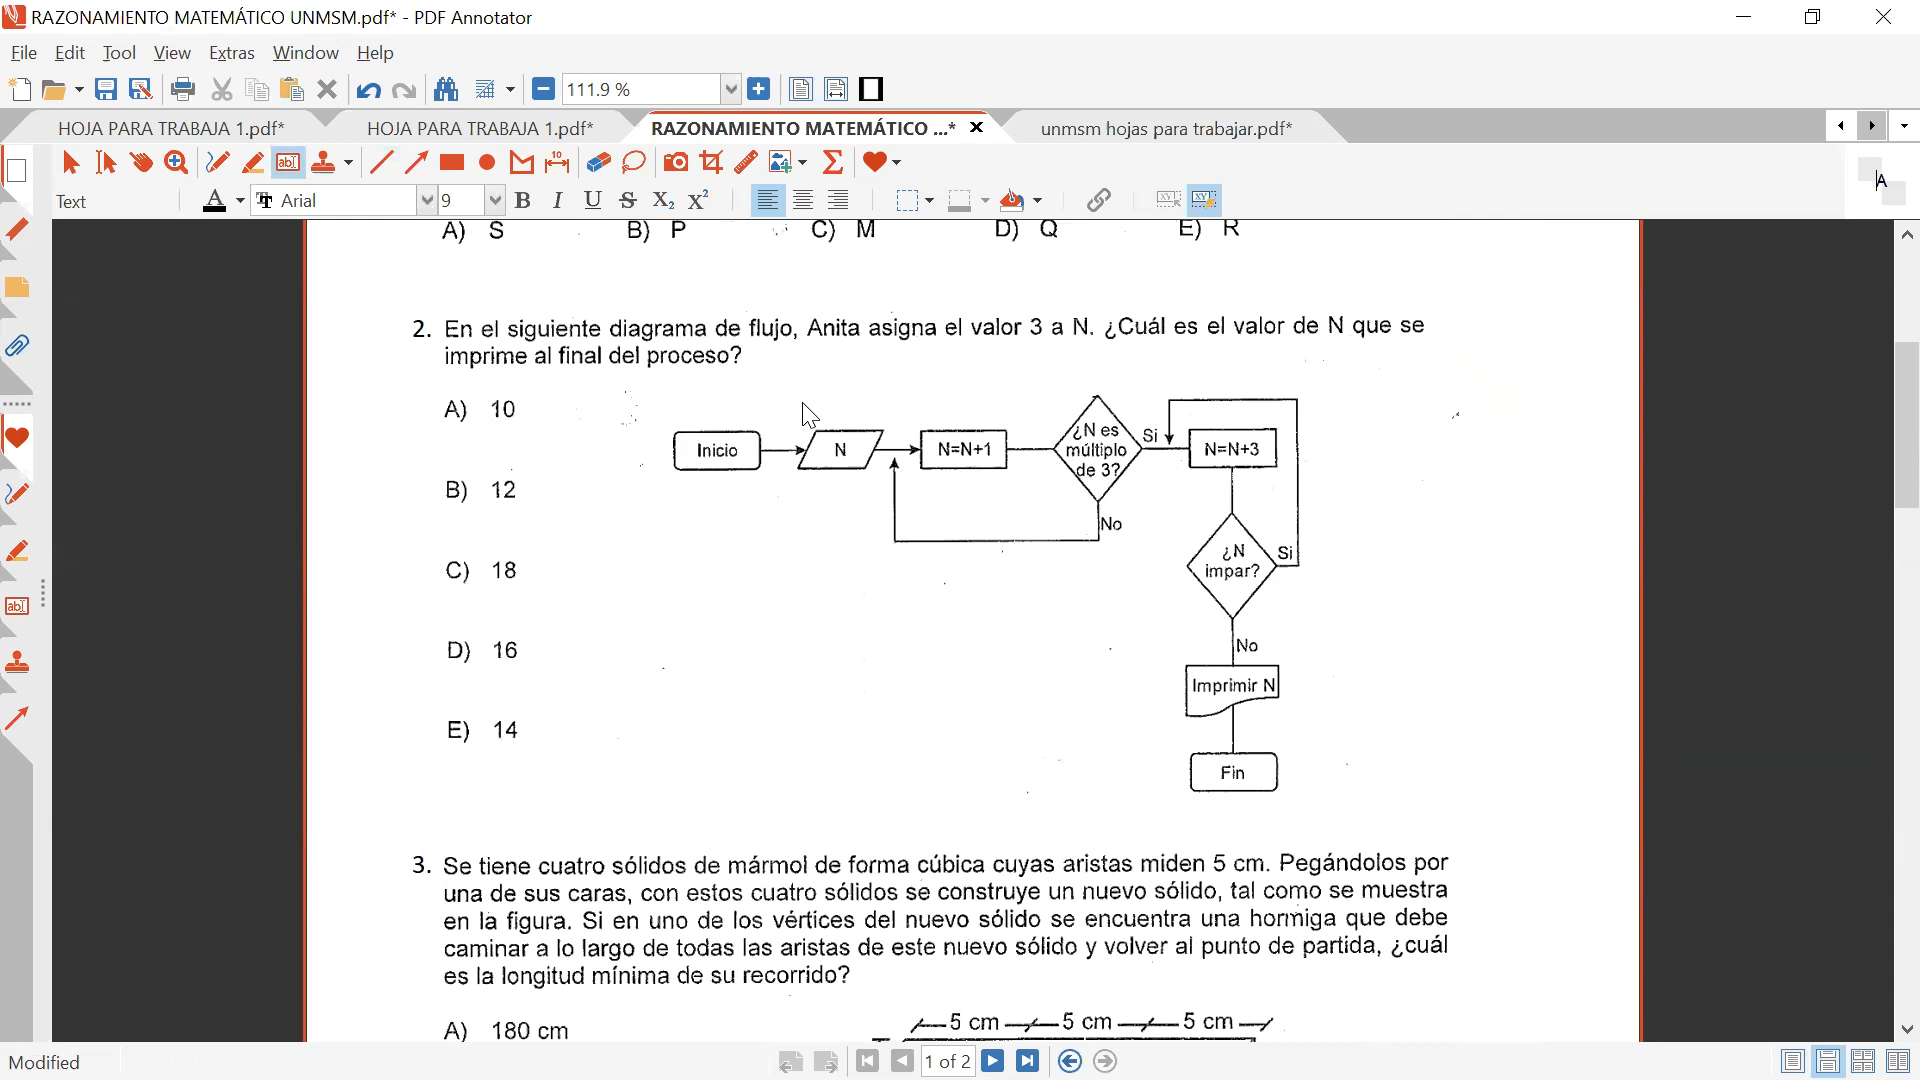 RAZONAMIENTO MATEMÁTICO UNMSM.pdf* - PDF Annotator
File Edit Tool View Extras Window Help
111.9 %
HOJA PARA TRABAJA 1.pdf*
HOJA PARA TRABAJA 1.pdf*
RAZONAMIENTO MATEMÁTICO ...*
unmsm hojas para trabajar.pdf*
Text
Arial
9
A) S B) P C) M D) Q E) R
2. En el siguiente diagrama de flujo, Anita asigna el valor 3 a N. ¿Cuál es el valor de N que se
imprime al final del proceso?
A) 10
B) 12
C) 18
D) 16
E) 14
Inicio
N
N=N+1
¿N es
múltiplo
de 3?
Si
No
N=N+3
¿N
impar?
Si
No
Imprimir N
Fin
3. Se tiene cuatro sólidos de mármol de forma cúbica cuyas aristas miden 5 cm. Pegándolos por
una de sus caras, con estos cuatro sólidos se construye un nuevo sólido, tal como se muestra
en la figura. Si en uno de los vértices del nuevo sólido se encuentra una hormiga que debe
caminar a lo largo de todas las aristas de este nuevo sólido y volver al punto de partida, ¿cuál
es la longitud mínima de su recorrido?
A) 180 cm
5 cm 5 cm 5 cm
Modified
1 of 2